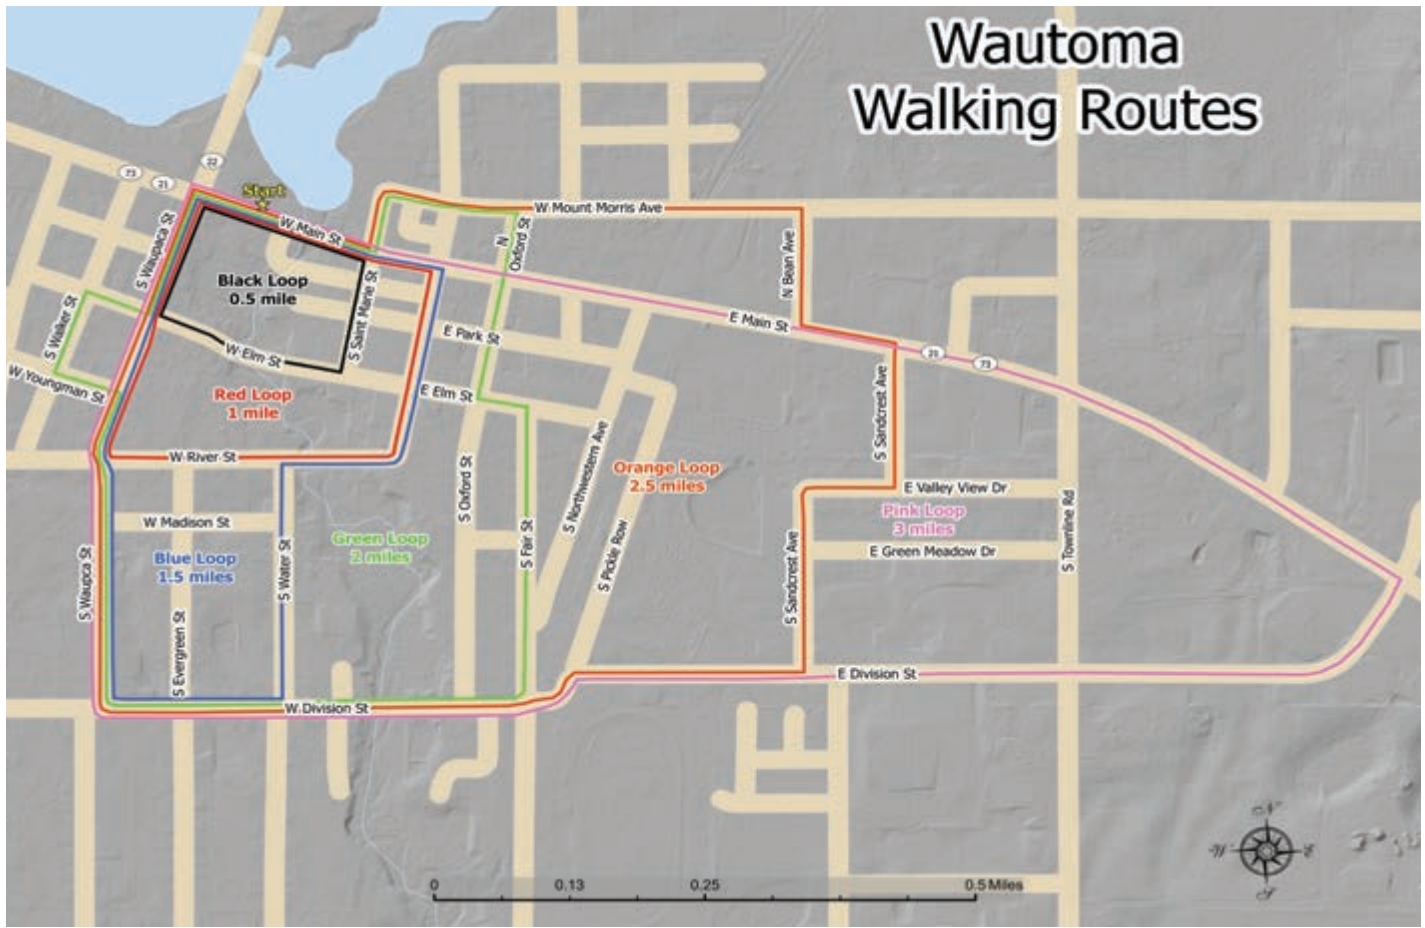 Wautoma
Walking Routes
22
73
21
Start
W Main St
S Waupaca St
Black Loop
0.5 mile
S Saint Marie St
W Elm St
S Walker St
W Youngman St
Red Loop
1 mile
W River St
W Mount Morris Ave
N
Oxford St
N Bean Ave
E Main St
21
73
E Park St
E Elm St
S Sandcrest Ave
S Oxford St
S Northwestern Ave
Orange Loop
2.5 miles
E Valley View Dr
Pink Loop
3 miles
E Green Meadow Dr
S Townline Rd
W Madison St
Blue Loop
1.5 miles
Green Loop
2 miles
S Waupca St
S Water St
S Fair St
S Pickle Row
S Sandcrest Ave
S Evergreen St
W Division St
E Division St
0 0.13 0.25 0.5 Miles
N
W E
S